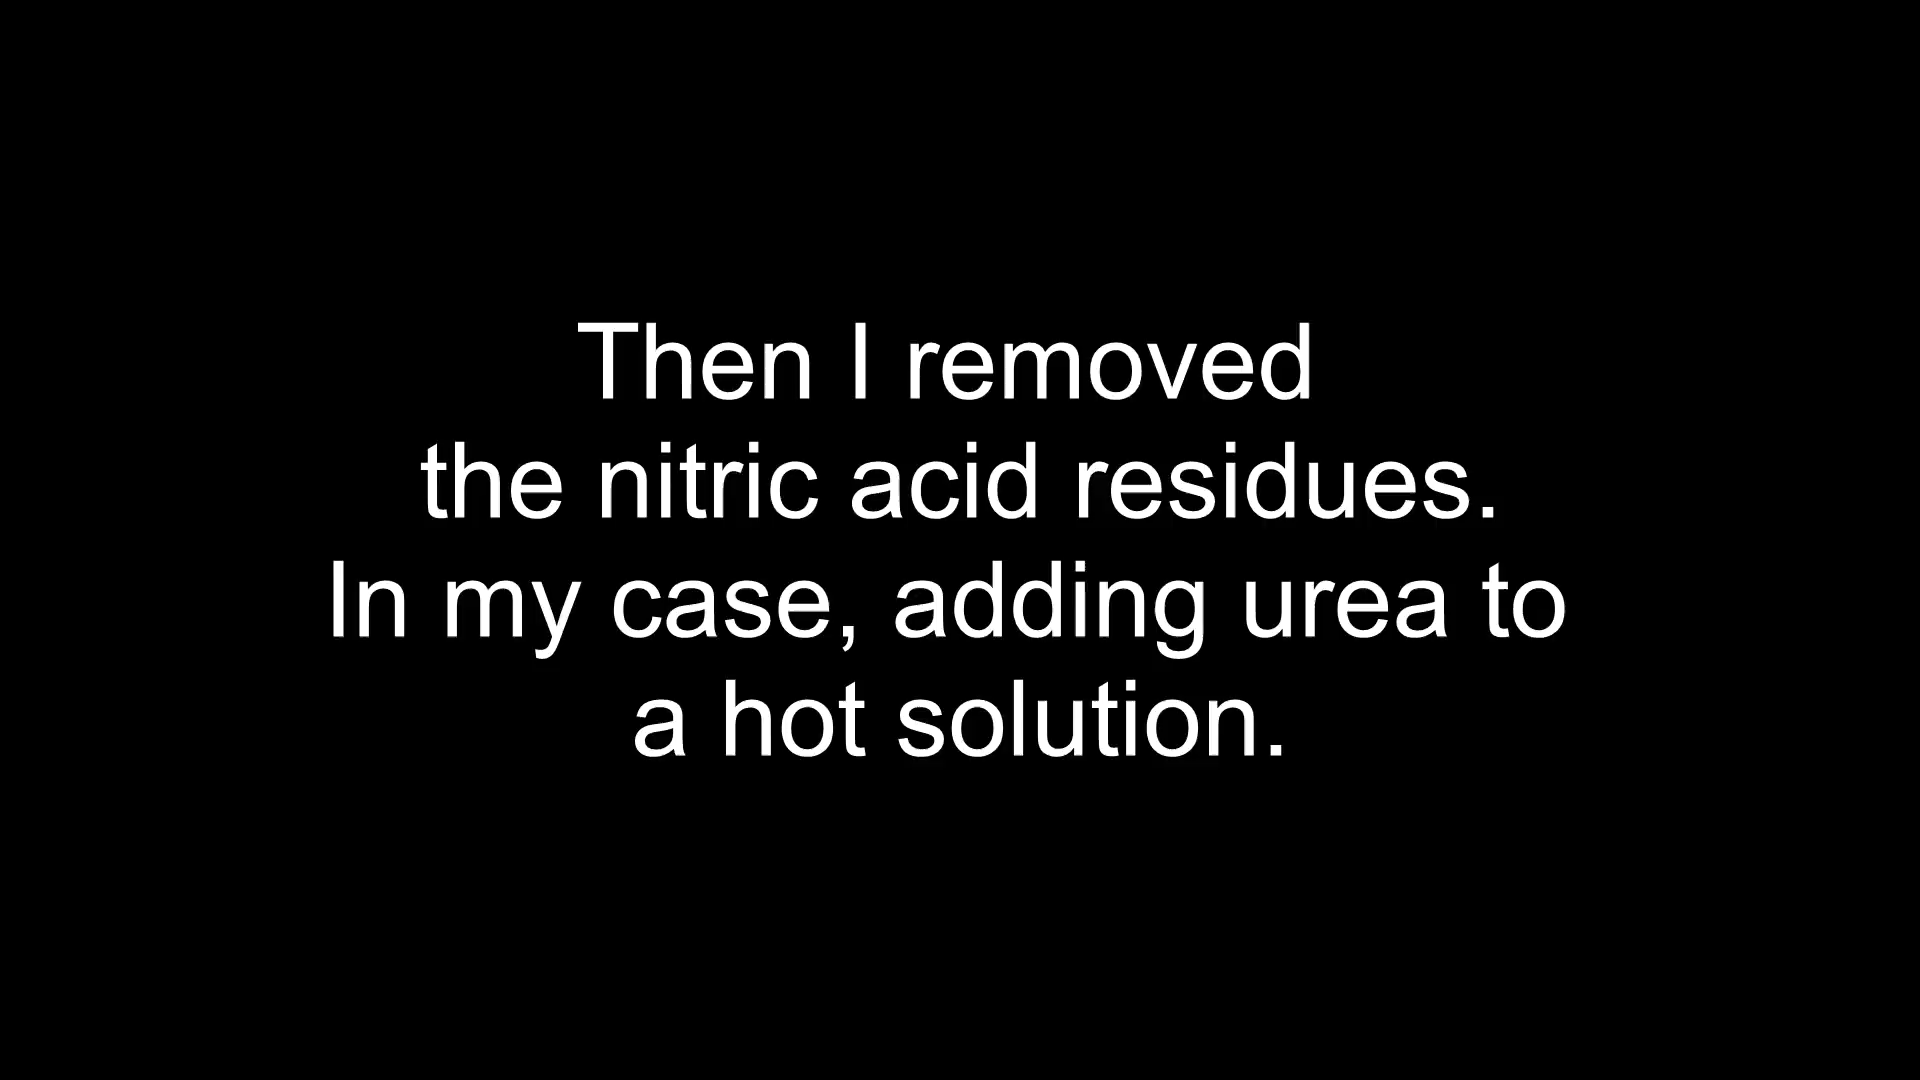 Then I removed
the nitric acid residues.
In my case, adding urea to
a hot solution.